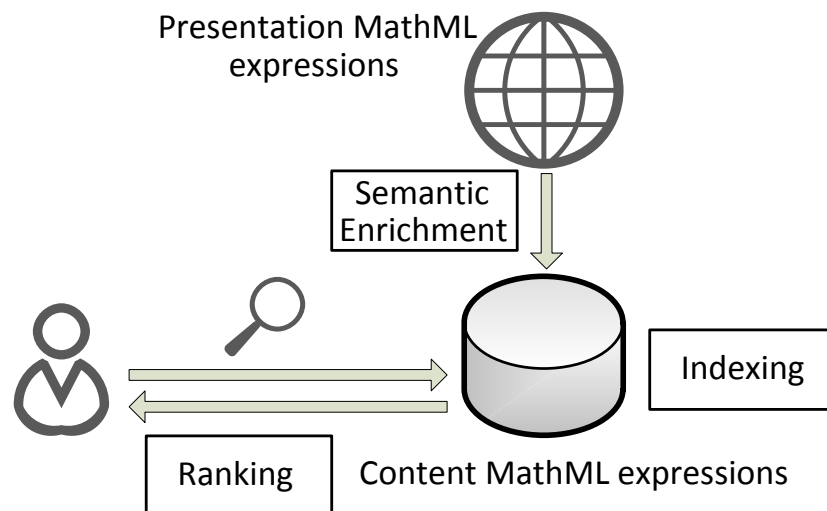 Presentation MathML
expressions
Semantic
Enrichment
Indexing
Ranking
Content MathML expressions